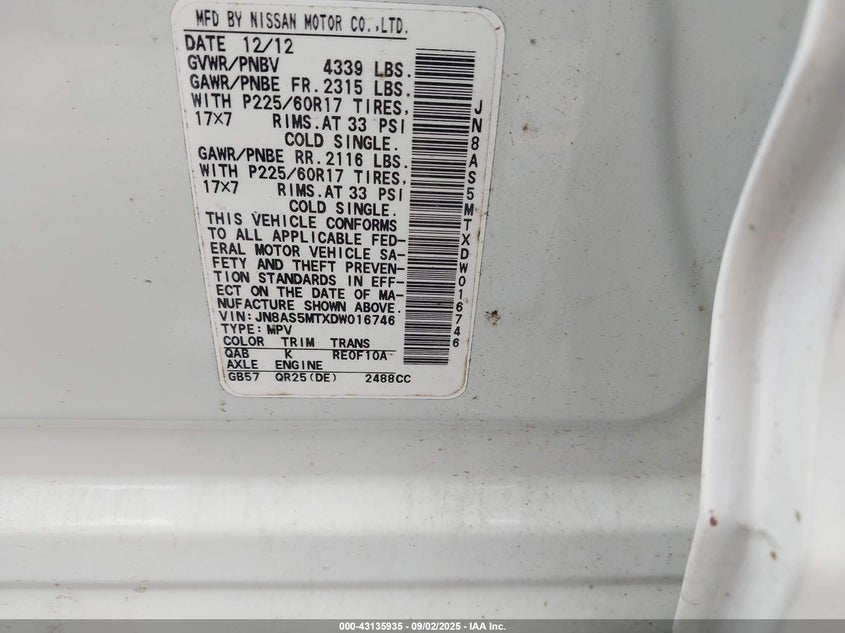 MFD BY NISSAN MOTOR CO.,LTD.
DATE 12/12
GVWR/PNBV 4339 LBS.
GAWR/PNBE FR. 2315 LBS.
WITH P225/60R17 TIRES,
17×7 RIMS. AT 33 PSI
COLD SINGLE.
GAWR/PNBE RR. 2116 LBS.
WITH P225/60R17 TIRES,
17×7 RIMS. AT 33 PSI
COLD SINGLE.
THIS VEHICLE CONFORMS
TO ALL APPLICABLE FED-
ERAL MOTOR VEHICLE SA-
FETY AND THEFT PREVEN-
TION STANDARDS IN EFF-
ECT ON THE DATE OF MA-
NUFACTURE SHOWN ABOVE.
VIN: JN8AS5MTXDW016746
TYPE: MPV
COLOR TRIM TRANS
QAB K RE0F10A
AXLE ENGINE
GB57 QR25(DE) 2488CC
JN8AS5MTXDW016746
000-43135935 - 09/02/2025 - IAA Inc.